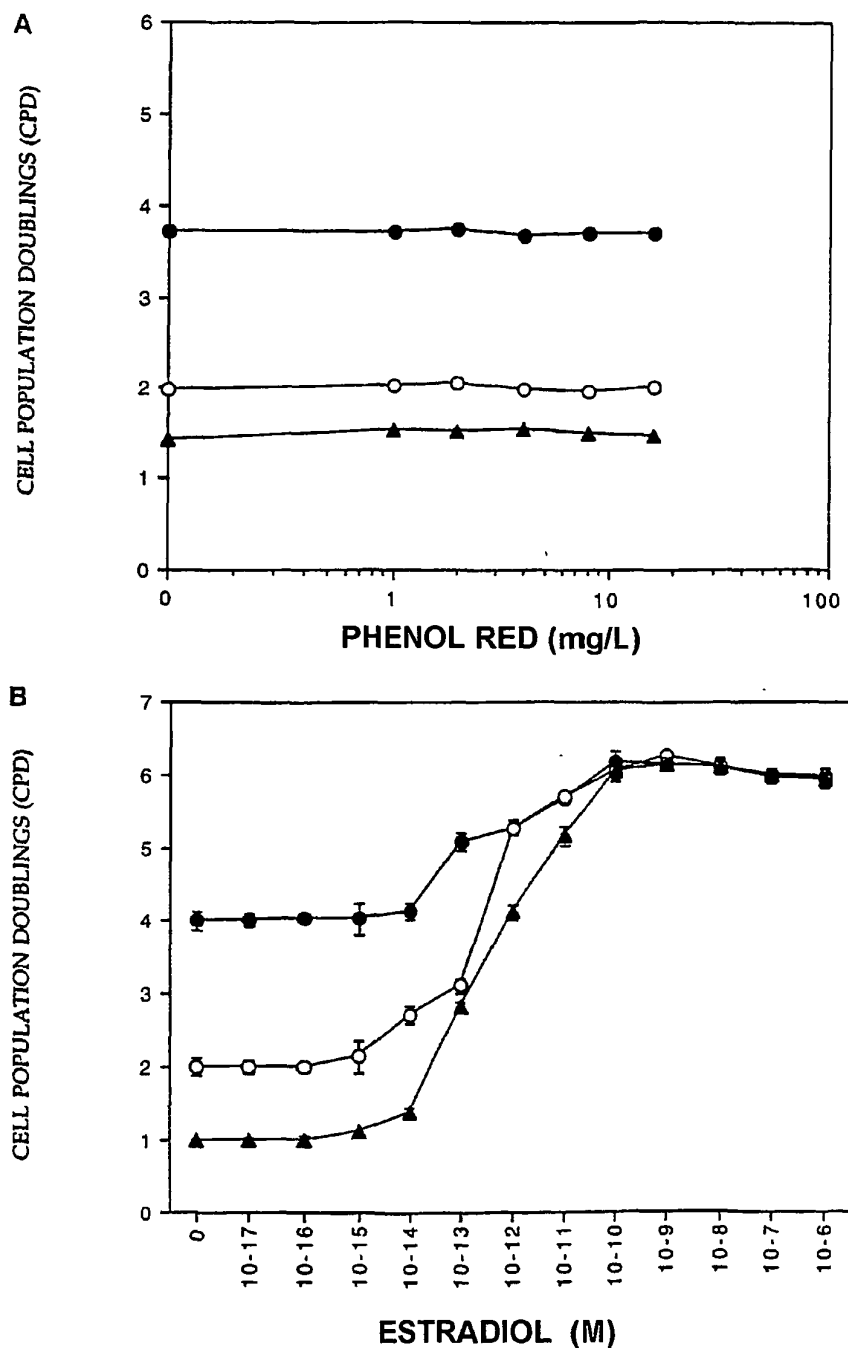 A
CELL POPULATION DOUBLINGS (CPD)
6
5
4
3
2
1
0
0 1 10 100
PHENOL RED (mg/L)
B
CELL POPULATION DOUBLINGS (CPD)
7
6
5
4
3
2
1
0
0 10-17 10-16 10-15 10-14 10-13 10-12 10-11 10-10 10-9 10-8 10-7 10-6
ESTRADIOL (M)